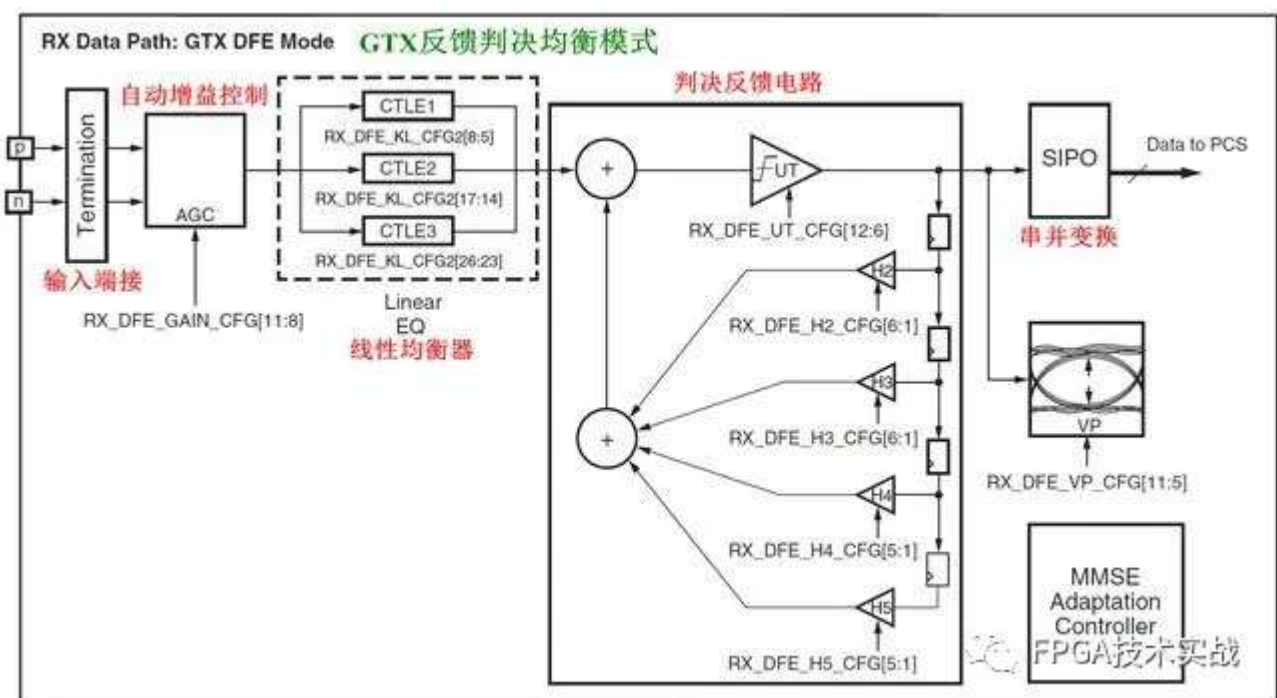 RX Data Path: GTX DFE Mode GTX反馈判决均衡模式
自动增益控制
判决反馈电路
p
n
Termination
输入端接
AGC
RX_DFE_GAIN_CFG[11:8]
CTLE1
RX_DFE_KL_CFG2[8:5]
CTLE2
RX_DFE_KL_CFG2[17:14]
CTLE3
RX_DFE_KL_CFG2[26:23]
Linear
EQ
线性均衡器
+
UT
RX_DFE_UT_CFG[12:6]
H2
RX_DFE_H2_CFG[6:1]
+
H3
RX_DFE_H3_CFG[6:1]
H4
RX_DFE_H4_CFG[5:1]
H5
RX_DFE_H5_CFG[5:1]
SIPO
Data to PCS
串并变换
VP
RX_DFE_VP_CFG[11:5]
MMSE
Adaptation
Controller
FPGA技术实战